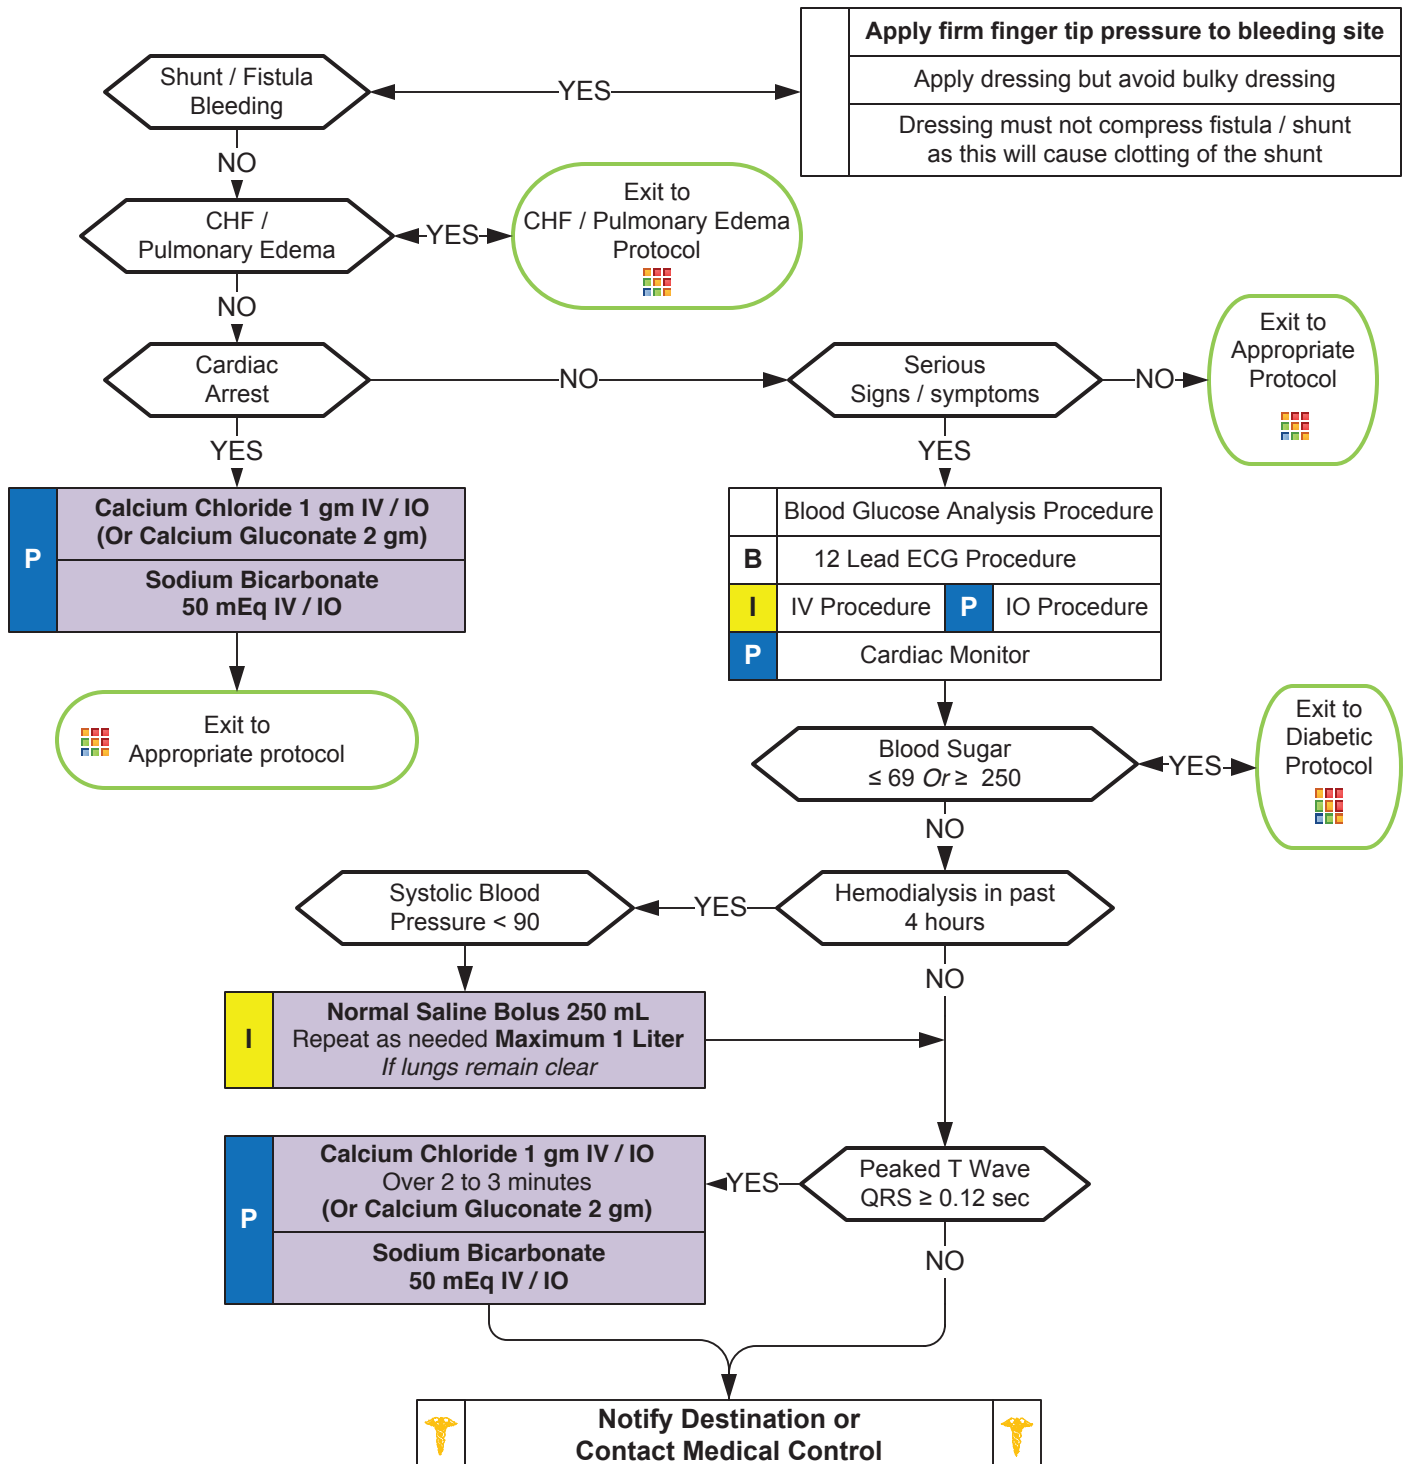 Shunt / Fistula
Bleeding
YES
Apply firm finger tip pressure to bleeding site
Apply dressing but avoid bulky dressing
Dressing must not compress fistula / shunt
as this will cause clotting of the shunt
NO
CHF /
Pulmonary Edema
YES
Exit to
CHF / Pulmonary Edema
Protocol
NO
Cardiac
Arrest
NO
Serious
Signs / symptoms
NO
Exit to
Appropriate
Protocol
YES
P
Calcium Chloride 1 gm IV / IO
(Or Calcium Gluconate 2 gm)
Sodium Bicarbonate
50 mEq IV / IO
Exit to
Appropriate protocol
YES
Blood Glucose Analysis Procedure
B 12 Lead ECG Procedure
I IV Procedure P IO Procedure
P Cardiac Monitor
Blood Sugar
≤ 69 Or ≥ 250
YES
Exit to
Diabetic
Protocol
NO
Hemodialysis in past
4 hours
YES
Systolic Blood
Pressure < 90
I
Normal Saline Bolus 250 mL
Repeat as needed Maximum 1 Liter
If lungs remain clear
NO
Peaked T Wave
QRS ≥ 0.12 sec
YES
P
Calcium Chloride 1 gm IV / IO
Over 2 to 3 minutes
(Or Calcium Gluconate 2 gm)
Sodium Bicarbonate
50 mEq IV / IO
NO
Notify Destination or
Contact Medical Control